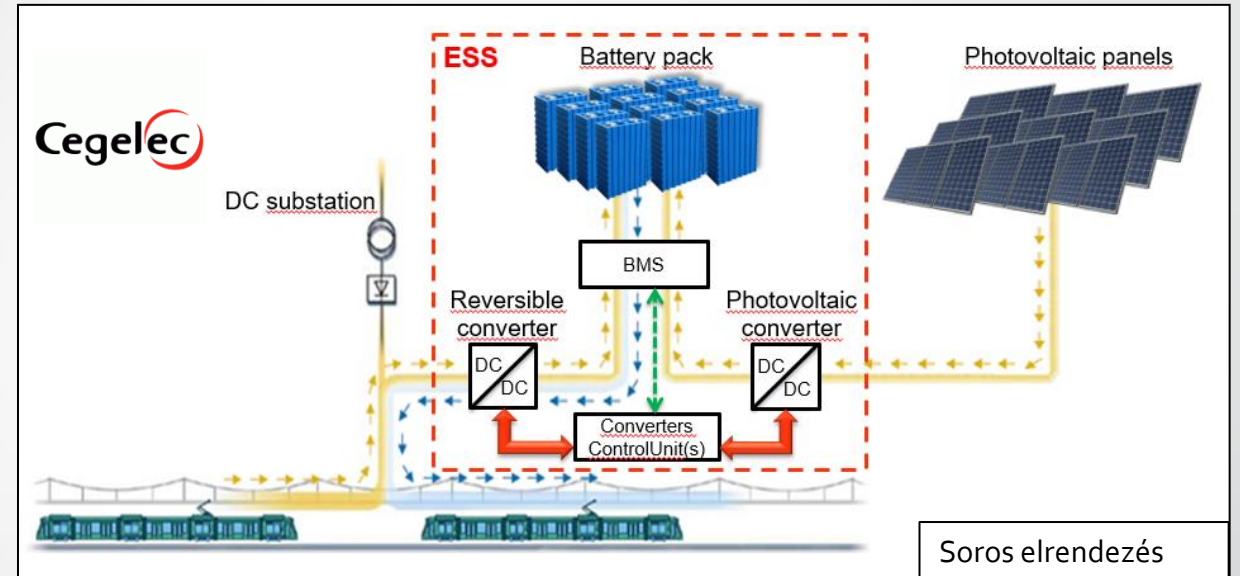 ESS
Battery pack
Photovoltaic panels
Cegelec
DC substation
BMS
Reversible
converter
Photovoltaic
converter
DC
DC
DC
DC
Converters
ControlUnit(s)
Soros elrendezés